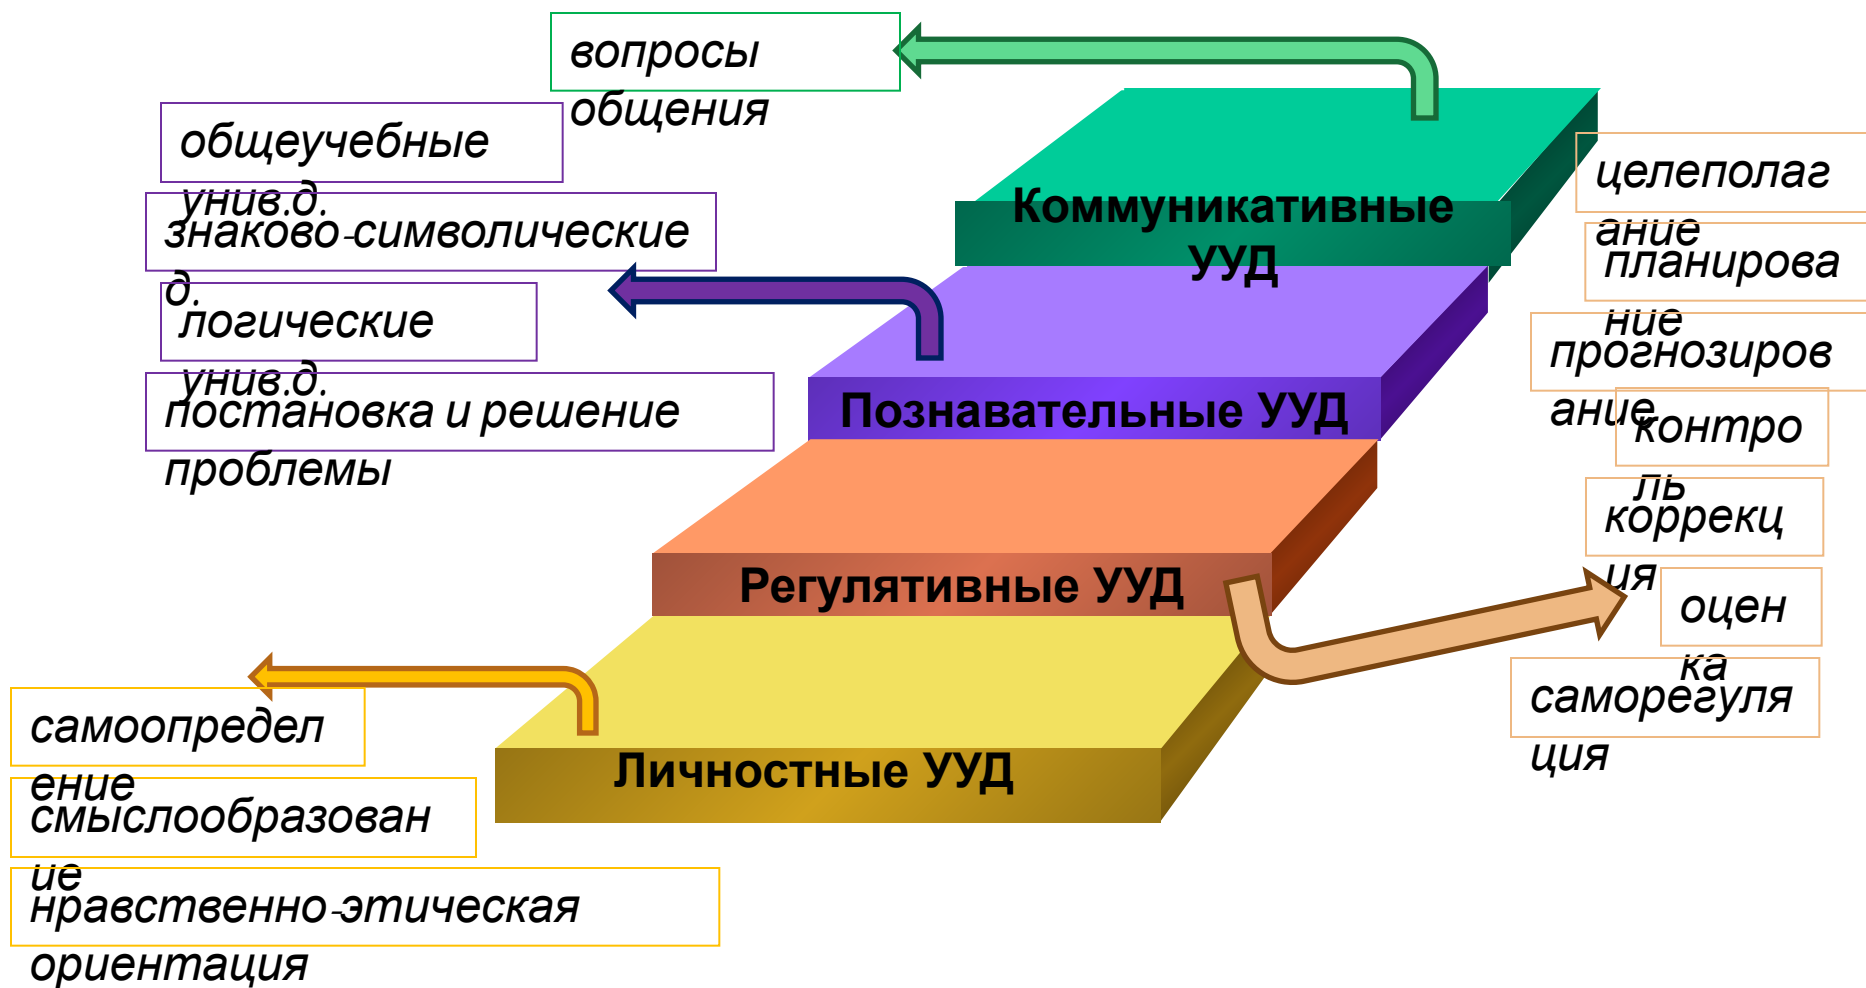 вопросы
общения
общеучебные
унив.д.
знаково-символические
д.
логические
унив.д.
постановка и решение
проблемы
Коммуникативные
УУД
Познавательные УУД
Регулятивные УУД
Личностные УУД
целеполаг
ание
планирова
ние
прогнозиров
ание
контро
ль
коррекц
ия
оцен
ка
саморегуля
ция
самоопредел
ение
смыслообразован
ие
нравственно-этическая
ориентация